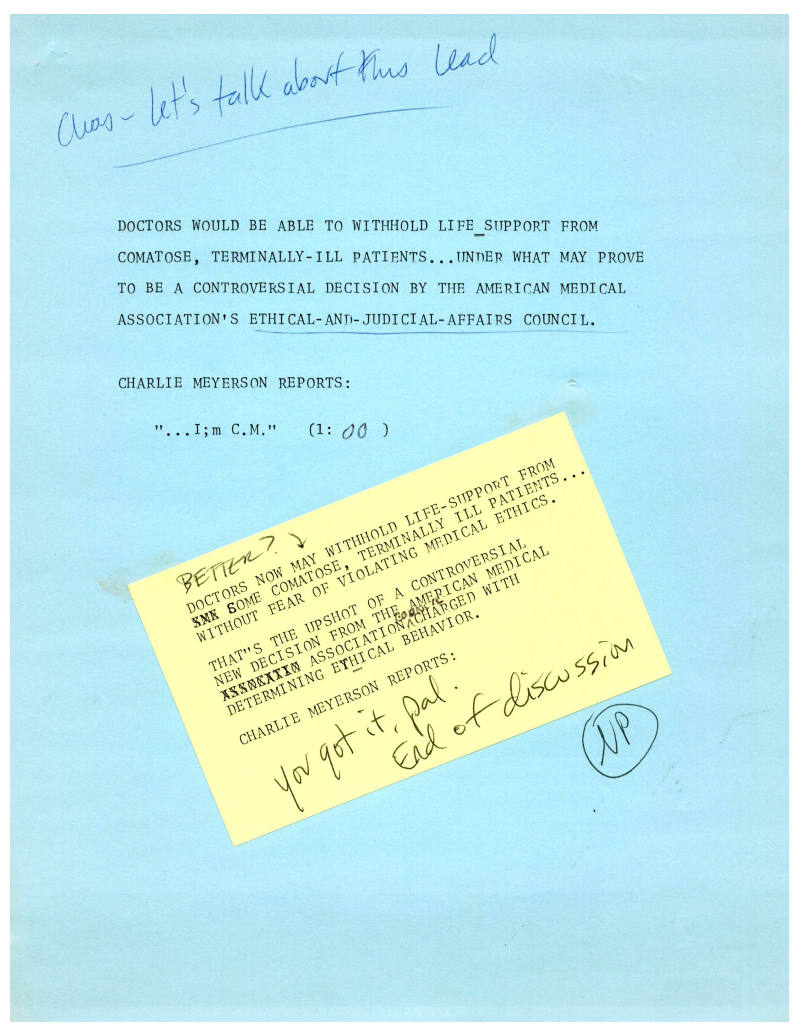 Chas- let's talk about this lead
DOCTORS WOULD BE ABLE TO WITHHOLD LIFE_SUPPORT FROM
COMATOSE, TERMINALLY-ILL PATIENTS...UNDER WHAT MAY PROVE
TO BE A CONTROVERSIAL DECISION BY THE AMERICAN MEDICAL
ASSOCIATION'S ETHICAL-AND-JUDICIAL-AFFAIRS COUNCIL.
CHARLIE MEYERSON REPORTS:
"...I;m C.M." (1: 00 )
BETTER?
DOCTORS NOW MAY WITHHOLD LIFE-SUPPORT FROM
SOME COMATOSE, TERMINALLY ILL PATIENTS...
WITHOUT FEAR OF VIOLATING MEDICAL ETHICS.
THAT"S THE UPSHOT OF A CONTROVERSIAL
NEW DECISION FROM THE AMERICAN MEDICAL
ASSOCIATION CHARGED WITH
DETERMINING ETHICAL BEHAVIOR.
CHARLIE MEYERSON REPORTS:
you got it, pal.
End of discussion
NP